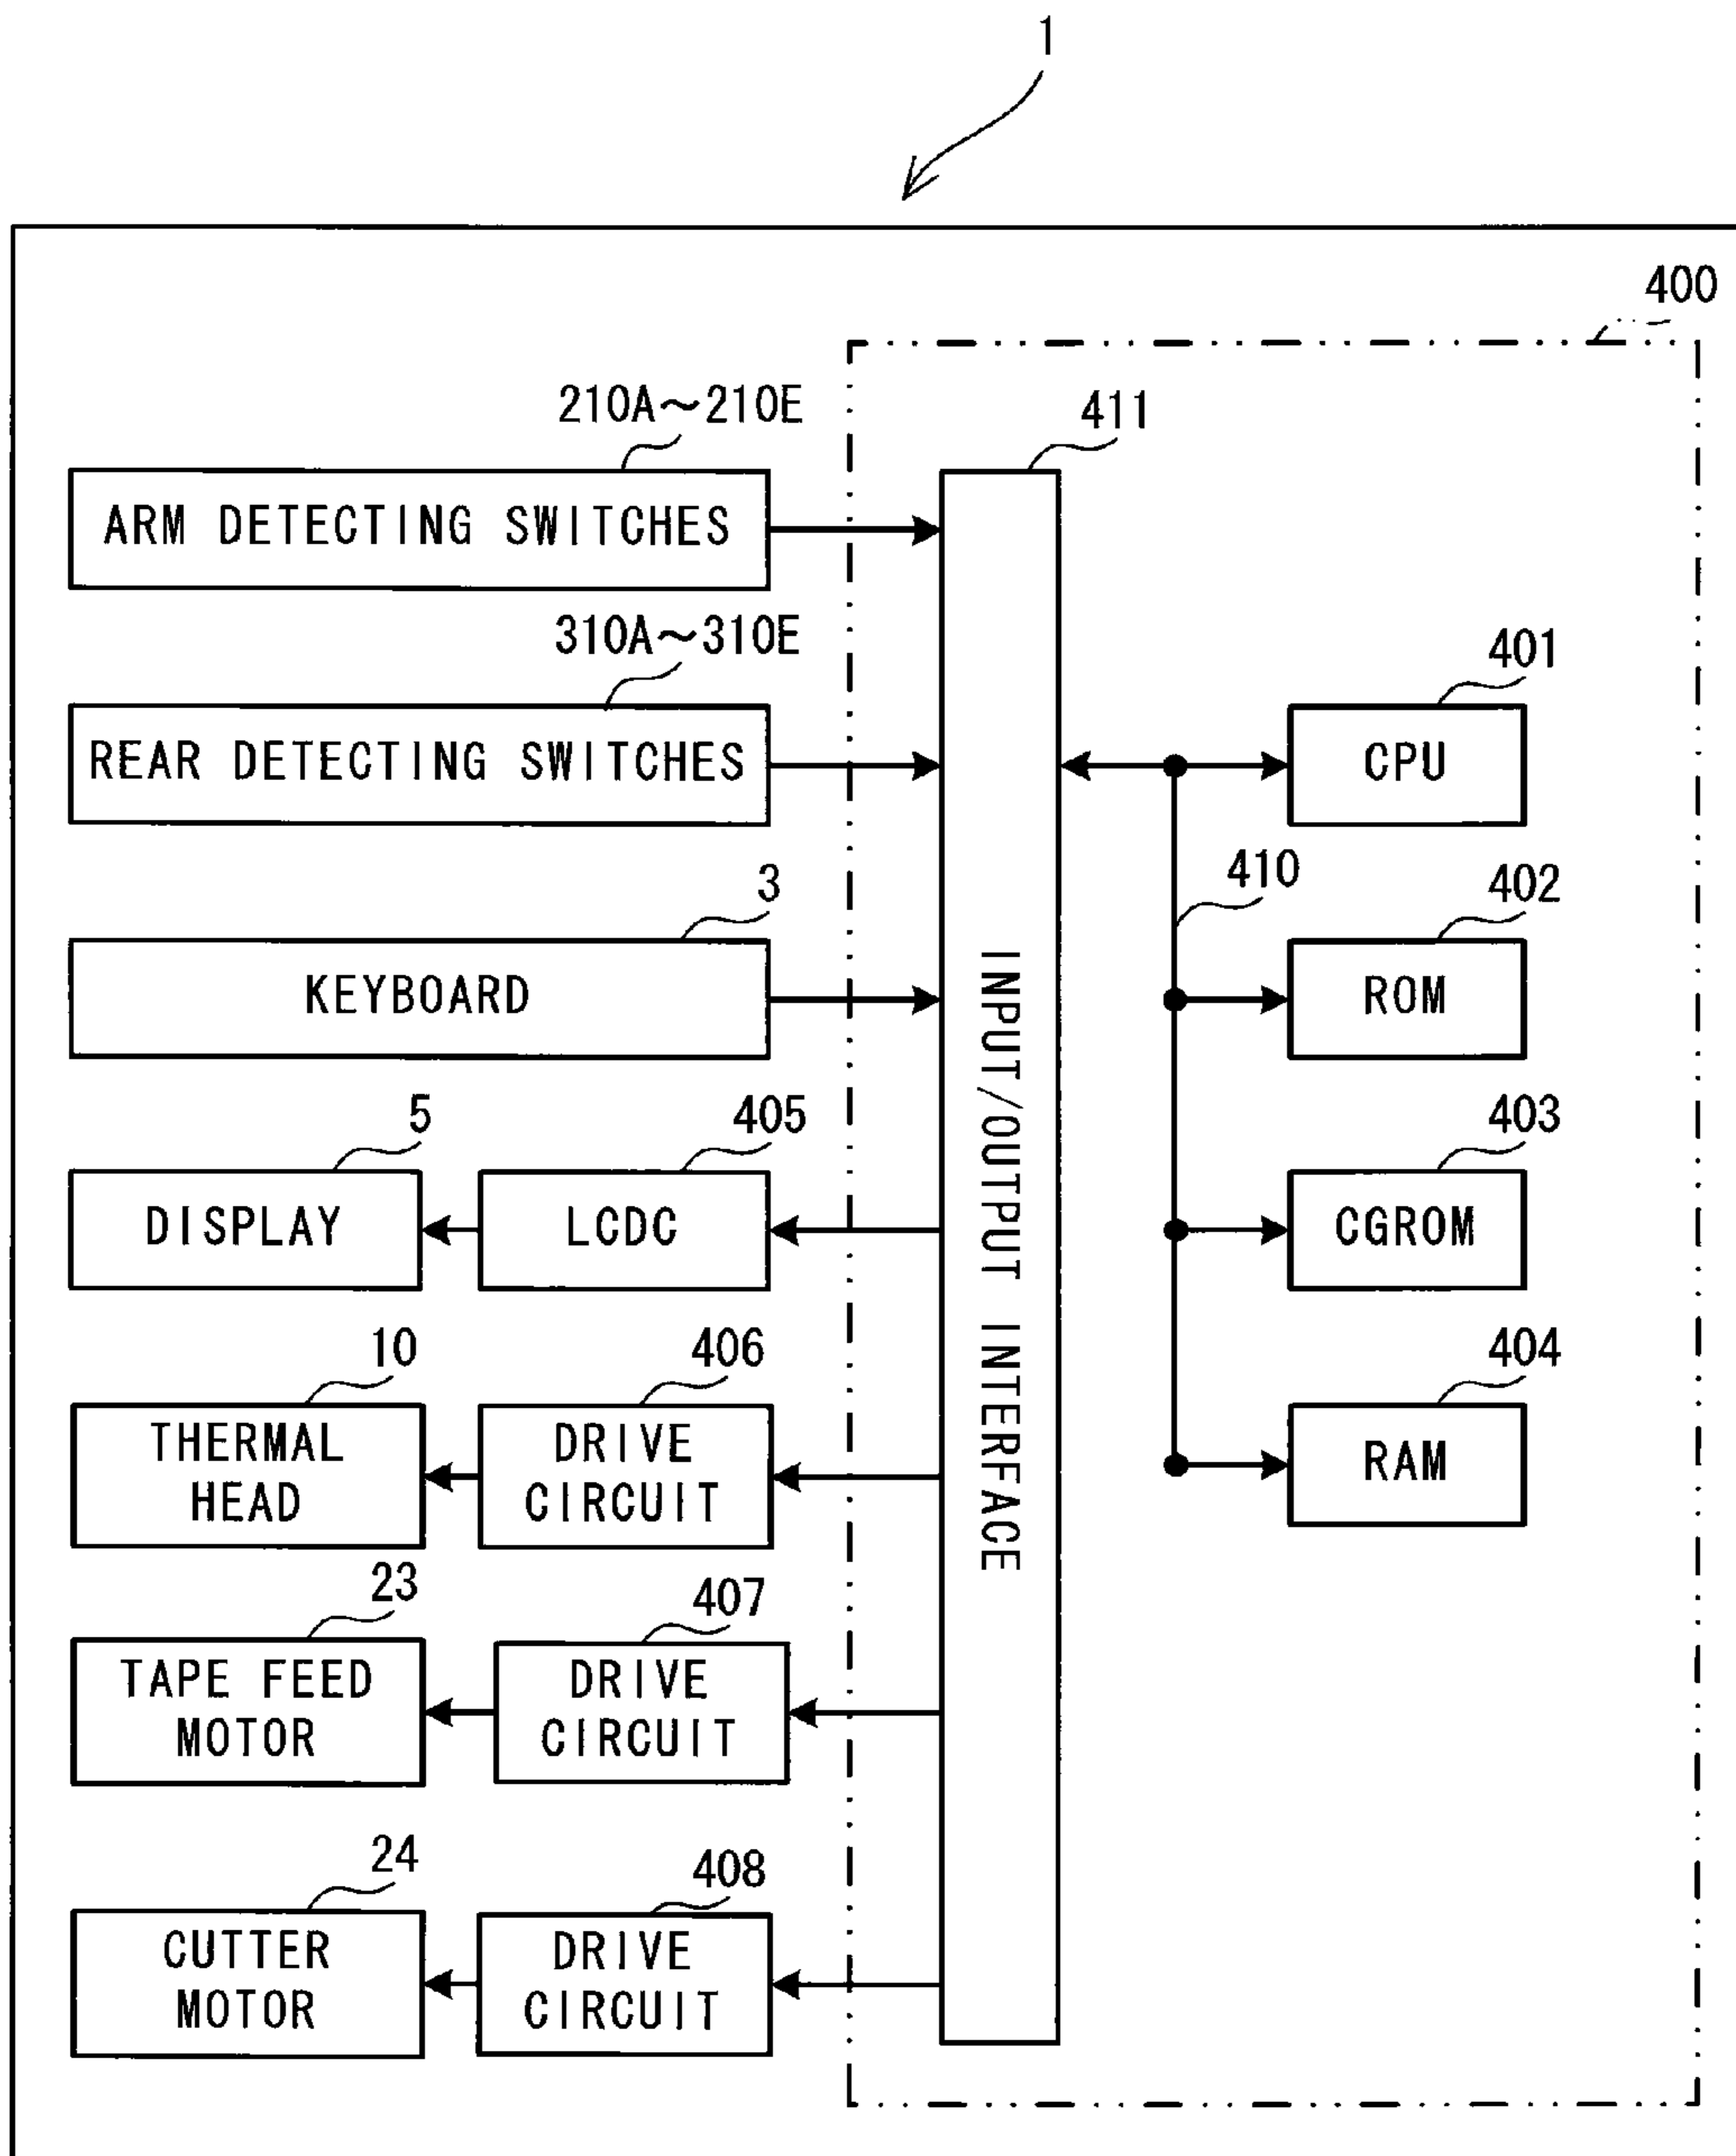 1
400
210A～210E
411
ARM DETECTING SWITCHES
310A～310E
401
REAR DETECTING SWITCHES
CPU
3
410
402
KEYBOARD
ROM
INPUT/OUTPUT INTERFACE
5
405
403
DISPLAY
LCDC
CGROM
10
406
404
THERMAL
HEAD
DRIVE
CIRCUIT
RAM
23
407
TAPE FEED
MOTOR
DRIVE
CIRCUIT
24
408
CUTTER
MOTOR
DRIVE
CIRCUIT